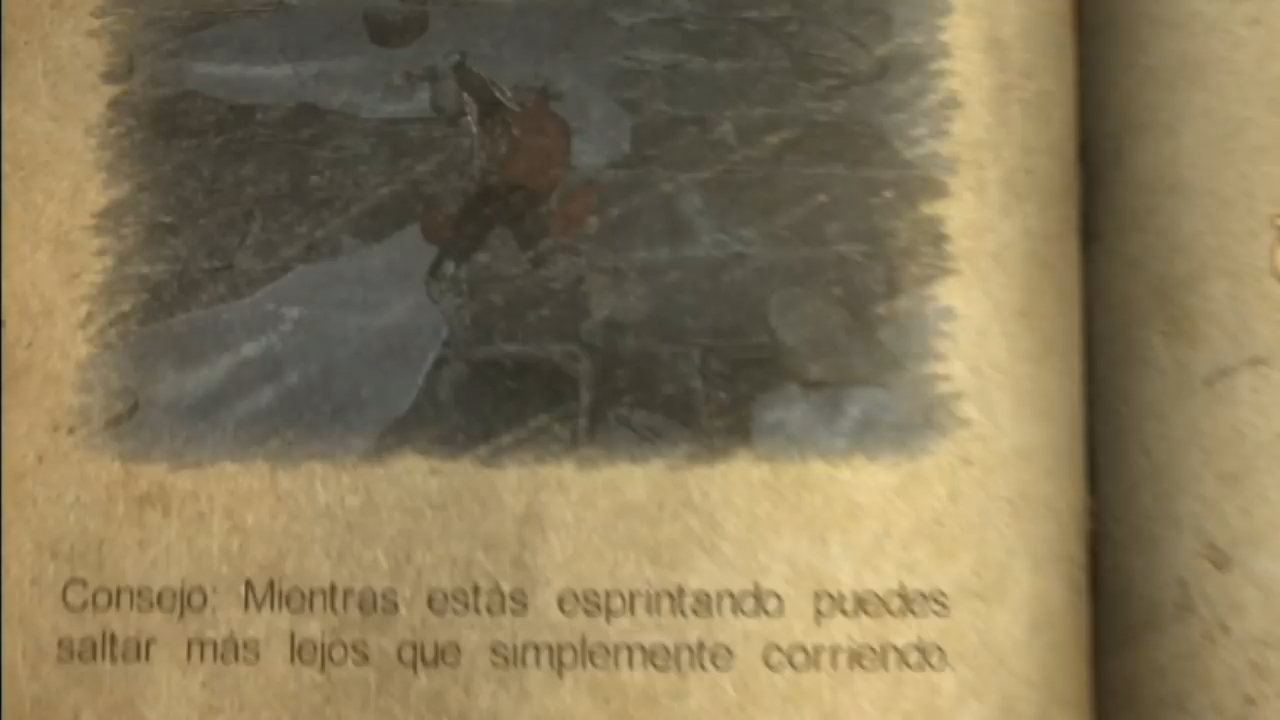 Consejo: Mientras estás esprintando puedes
saltar más lejos que simplemente corriendo.